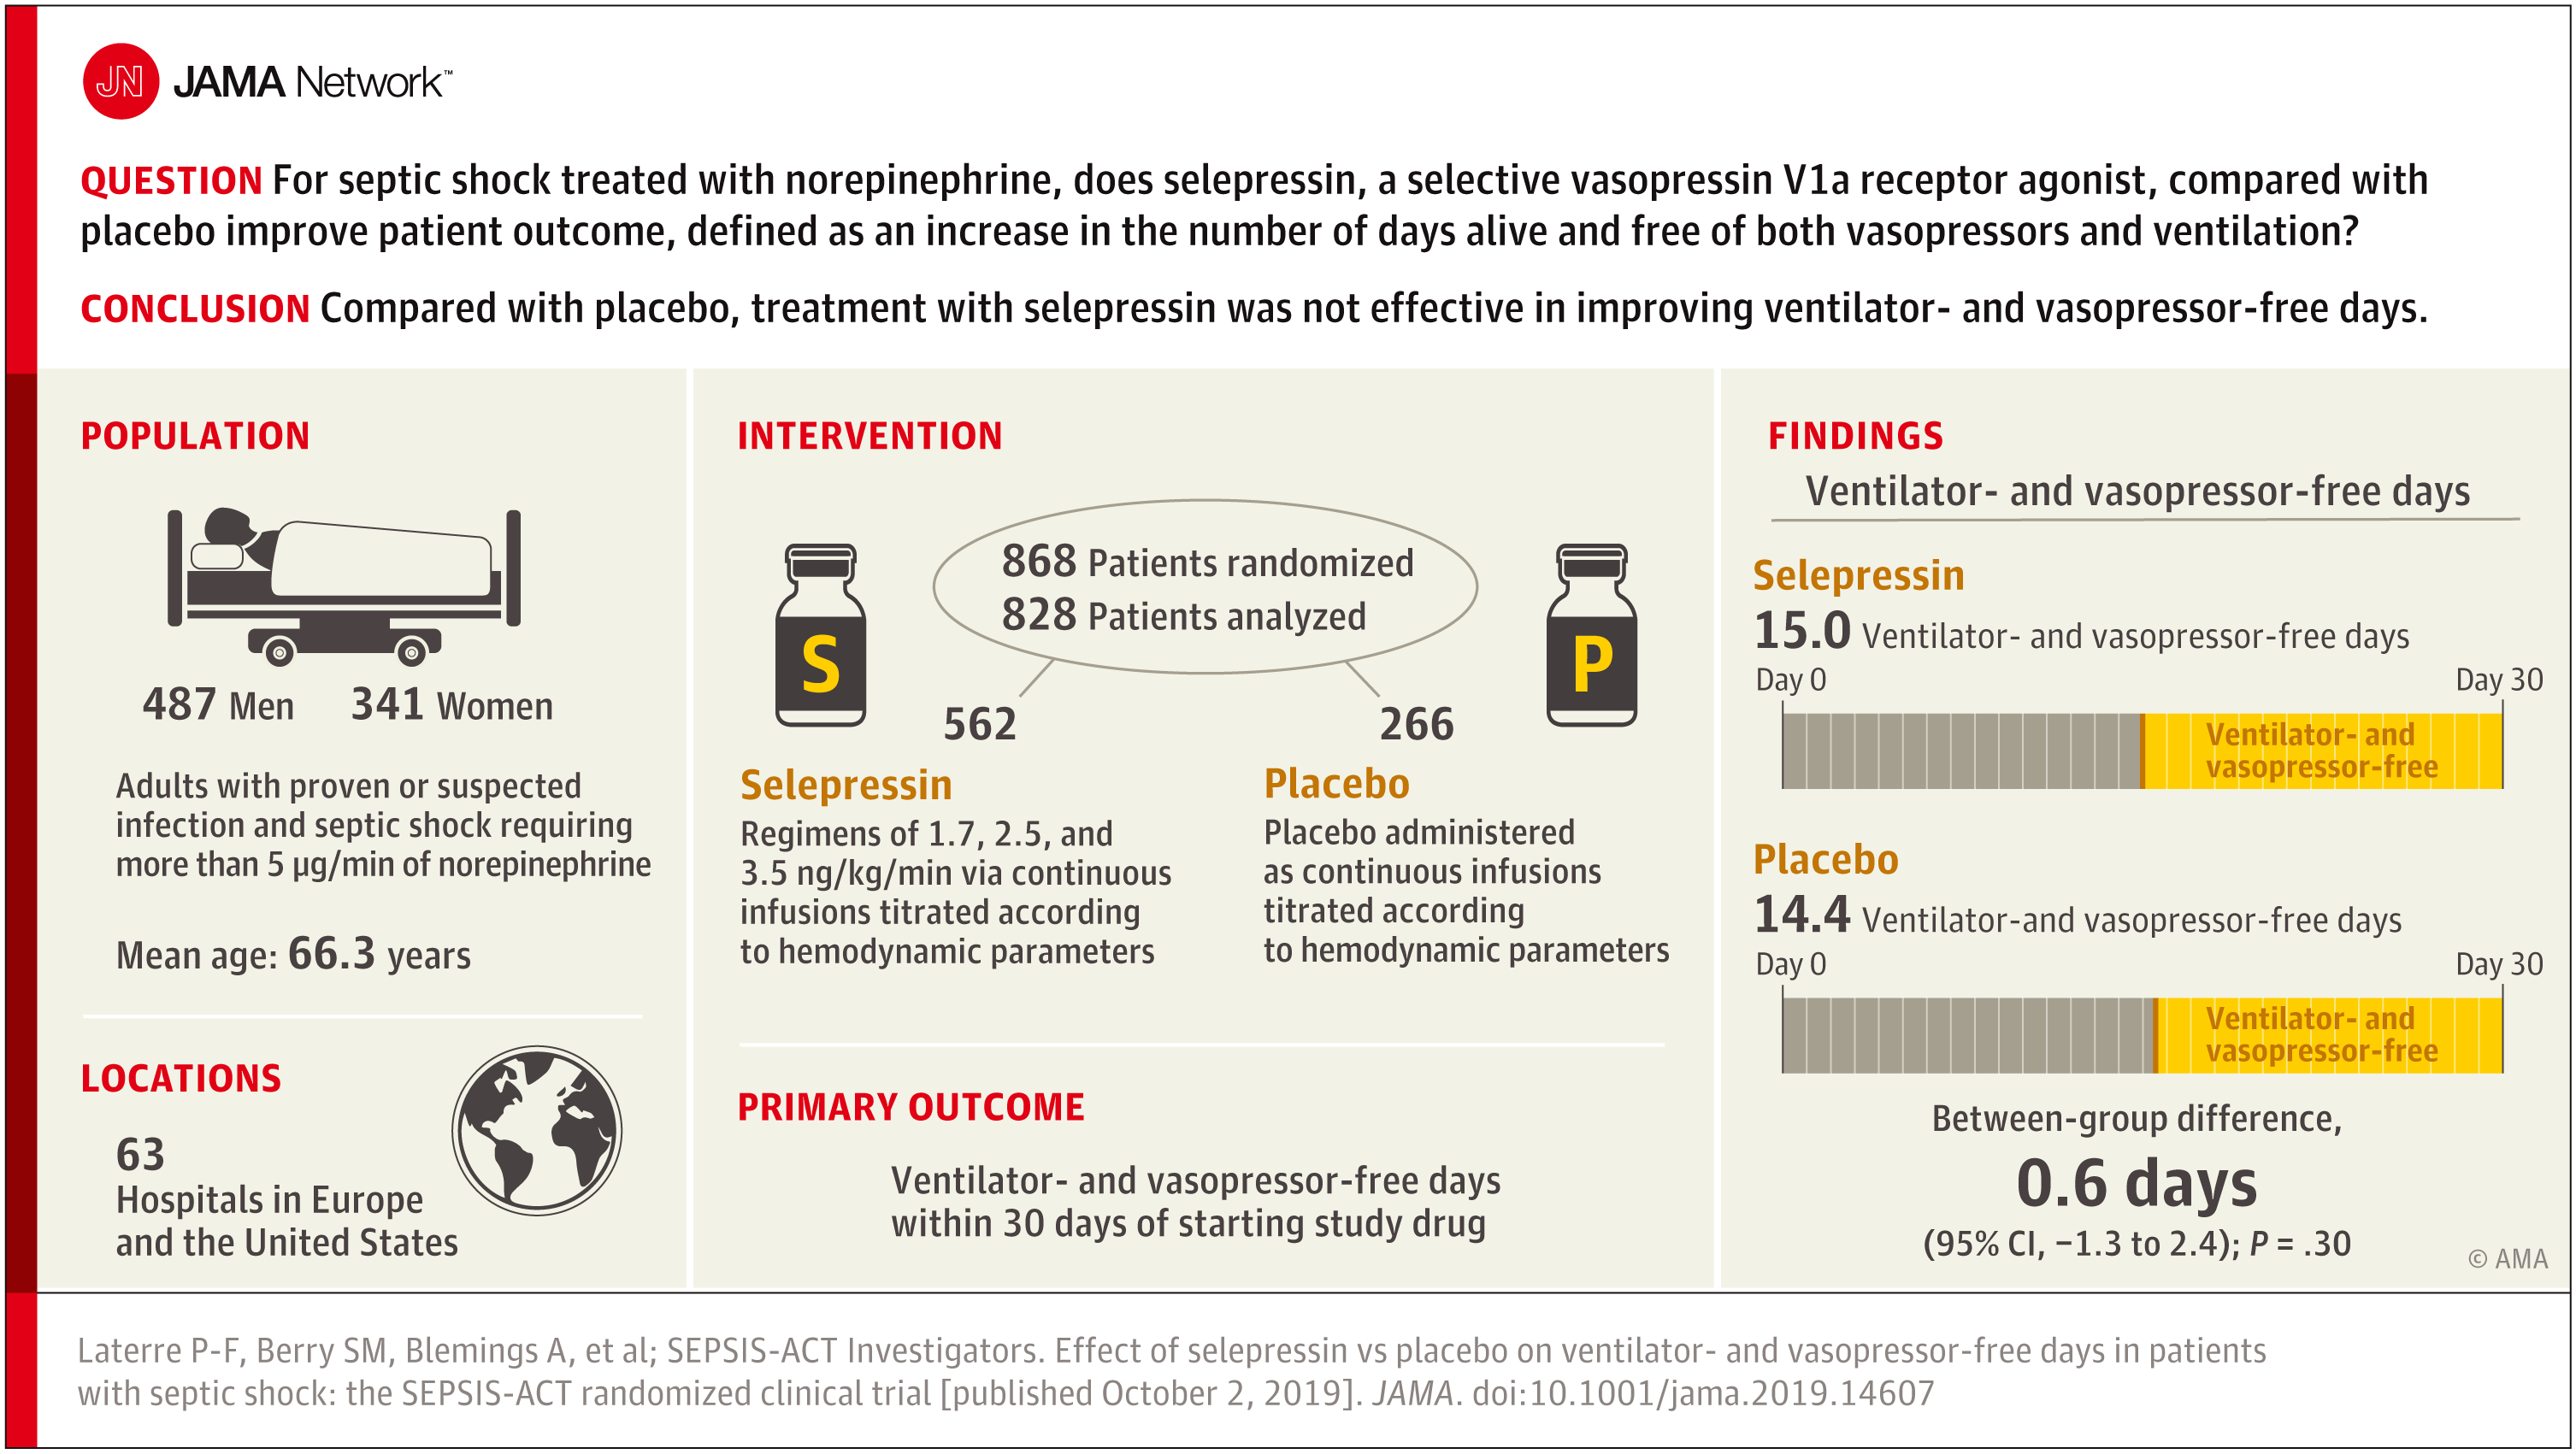 JN JAMA Network™
QUESTION For septic shock treated with norepinephrine, does selepressin, a selective vasopressin V1a receptor agonist, compared with
placebo improve patient outcome, defined as an increase in the number of days alive and free of both vasopressors and ventilation?
CONCLUSION Compared with placebo, treatment with selepressin was not effective in improving ventilator- and vasopressor-free days.
POPULATION
487 Men 341 Women
Adults with proven or suspected
infection and septic shock requiring
more than 5 µg/min of norepinephrine
Mean age: 66.3 years
LOCATIONS
63
Hospitals in Europe
and the United States
INTERVENTION
868 Patients randomized
828 Patients analyzed
S
P
562
266
Selepressin
Regimens of 1.7, 2.5, and
3.5 ng/kg/min via continuous
infusions titrated according
to hemodynamic parameters
Placebo
Placebo administered
as continuous infusions
titrated according
to hemodynamic parameters
PRIMARY OUTCOME
Ventilator- and vasopressor-free days
within 30 days of starting study drug
FINDINGS
Ventilator- and vasopressor-free days
Selepressin
15.0 Ventilator- and vasopressor-free days
Day 0 Day 30
Ventilator- and
vasopressor-free
Placebo
14.4 Ventilator-and vasopressor-free days
Day 0 Day 30
Ventilator- and
vasopressor-free
Between-group difference,
0.6 days
(95% CI, −1.3 to 2.4); P = .30
© AMA
Laterre P-F, Berry SM, Blemings A, et al; SEPSIS-ACT Investigators. Effect of selepressin vs placebo on ventilator- and vasopressor-free days in patients
with septic shock: the SEPSIS-ACT randomized clinical trial [published October 2, 2019]. JAMA. doi:10.1001/jama.2019.14607